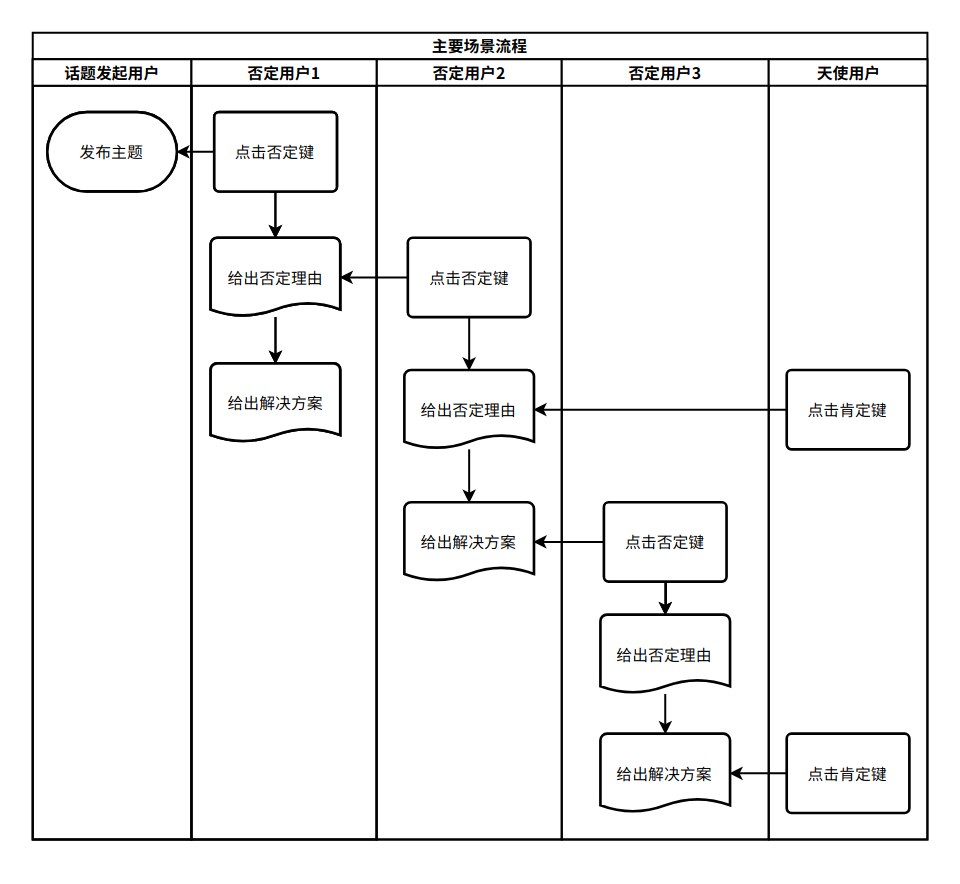 主要场景流程
话题发起用户
否定用户1
否定用户2
否定用户3
天使用户
发布主题
点击否定键
给出否定理由
点击否定键
给出解决方案
给出否定理由
点击肯定键
给出解决方案
点击否定键
给出否定理由
给出解决方案
点击肯定键